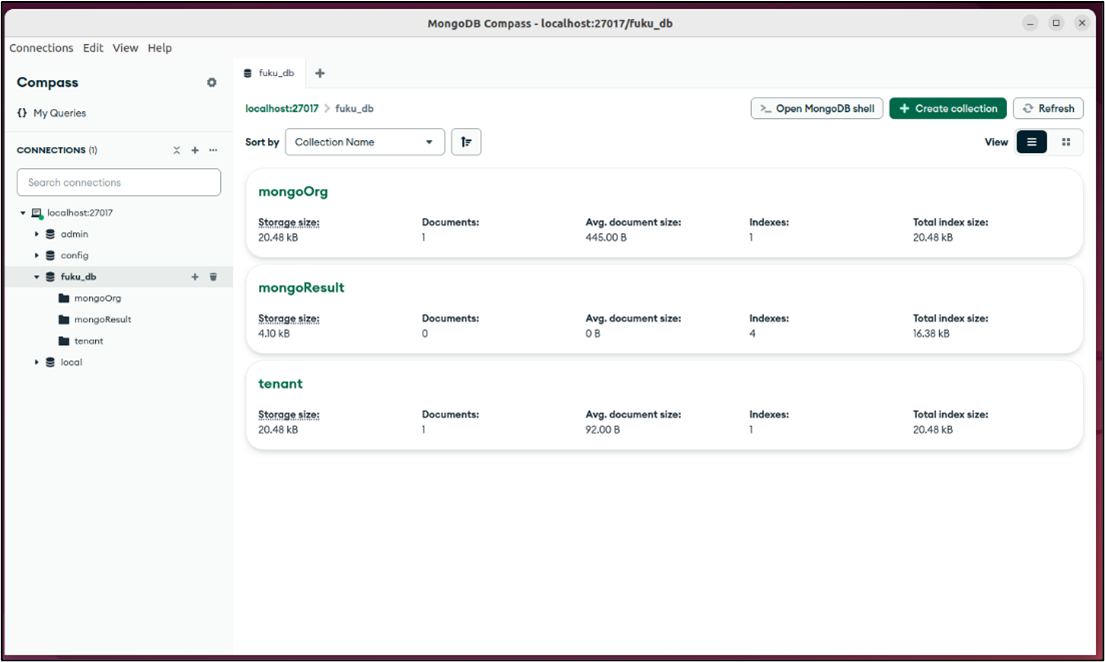 MongoDB Compass - localhost:27017/fuku_db
Connections Edit View Help
Compass
{} My Queries
CONNECTIONS (1)
Search connections
localhost:27017
admin
config
fuku_db
mongoOrg
mongoResult
tenant
local
fuku_db
localhost:27017 > fuku_db
>_ Open MongoDB shell
+ Create collection
Refresh
Sort by Collection Name
View
mongoOrg
Storage size: Documents: Avg. document size: Indexes: Total index size:
20.48 kB 1 445.00 B 1 20.48 kB
mongoResult
Storage size: Documents: Avg. document size: Indexes: Total index size:
4.10 kB 0 0 B 4 16.38 kB
tenant
Storage size: Documents: Avg. document size: Indexes: Total index size:
20.48 kB 1 92.00 B 1 20.48 kB